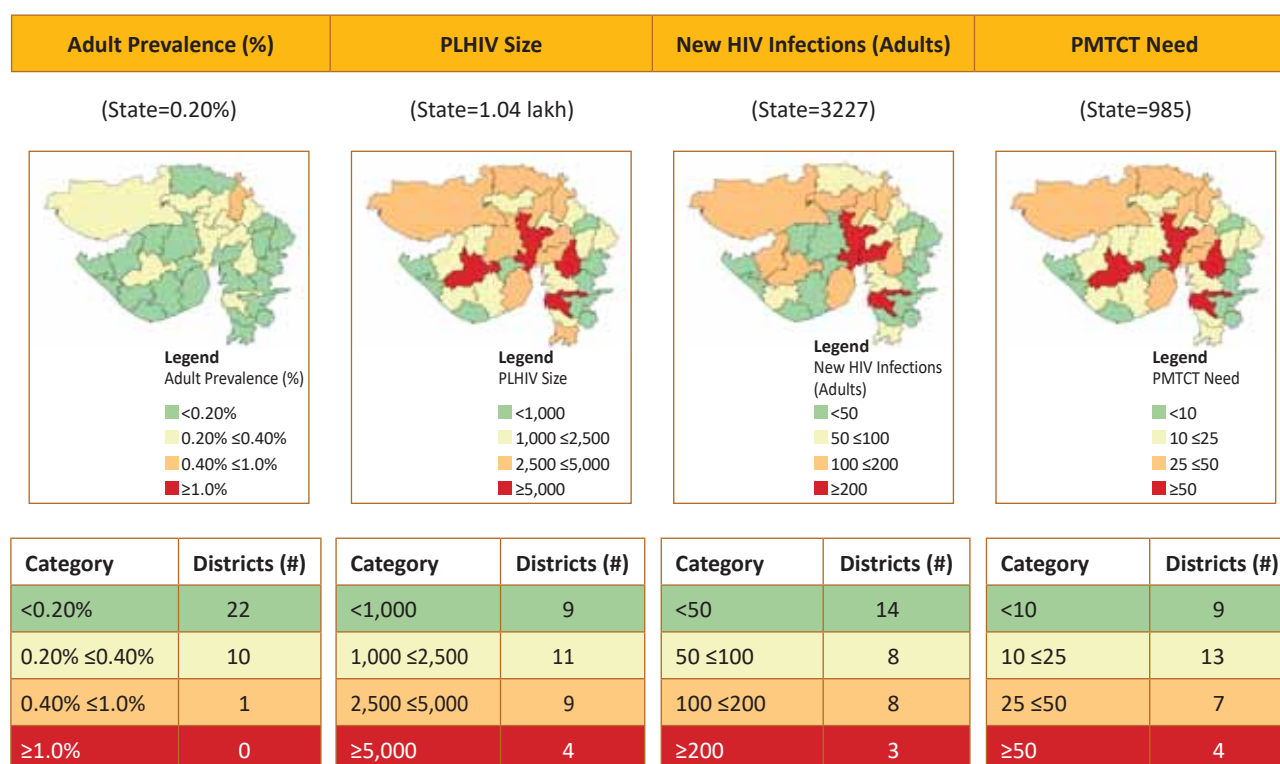 Adult Prevalence (%)
PLHIV Size
New HIV Infections (Adults)
PMTCT Need
(State=0.20%)
(State=1.04 lakh)
(State=3227)
(State=985)
Legend
Adult Prevalence (%)
<0.20%
0.20% ≤0.40%
0.40% ≤1.0%
≥1.0%
Legend
PLHIV Size
<1,000
1,000 ≤2,500
2,500 ≤5,000
≥5,000
Legend
New HIV Infections
(Adults)
<50
50 ≤100
100 ≤200
≥200
Legend
PMTCT Need
<10
10 ≤25
25 ≤50
≥50
Category Districts (#)
<0.20% 22
0.20% ≤0.40% 10
0.40% ≤1.0% 1
≥1.0% 0
Category Districts (#)
<1,000 9
1,000 ≤2,500 11
2,500 ≤5,000 9
≥5,000 4
Category Districts (#)
<50 14
50 ≤100 8
100 ≤200 8
≥200 3
Category Districts (#)
<10 9
10 ≤25 13
25 ≤50 7
≥50 4